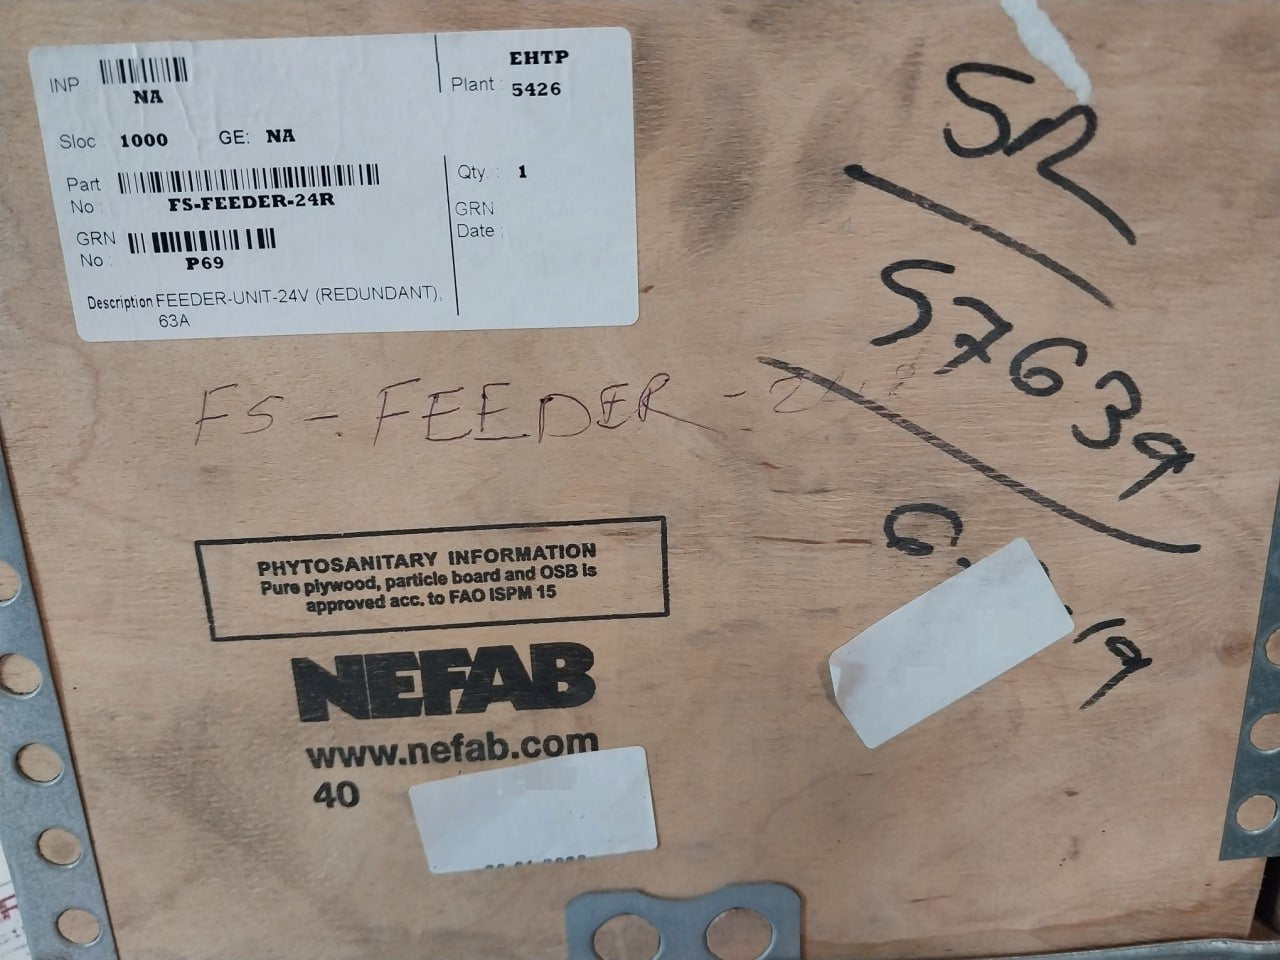 INP : NA
EHTP
Plant : 5426
Sloc : 1000 GE: NA
Part No : FS-FEEDER-24R
Qty. : 1
GRN No : P69
GRN Date :
Description FEEDER-UNIT-24V (REDUNDANT), 63A
SR
57639
FS-FEEDER-24R
19
PHYTOSANITARY INFORMATION
Pure plywood, particle board and OSB is
approved acc. to FAO ISPM 15
NEFAB
www.nefab.com
40